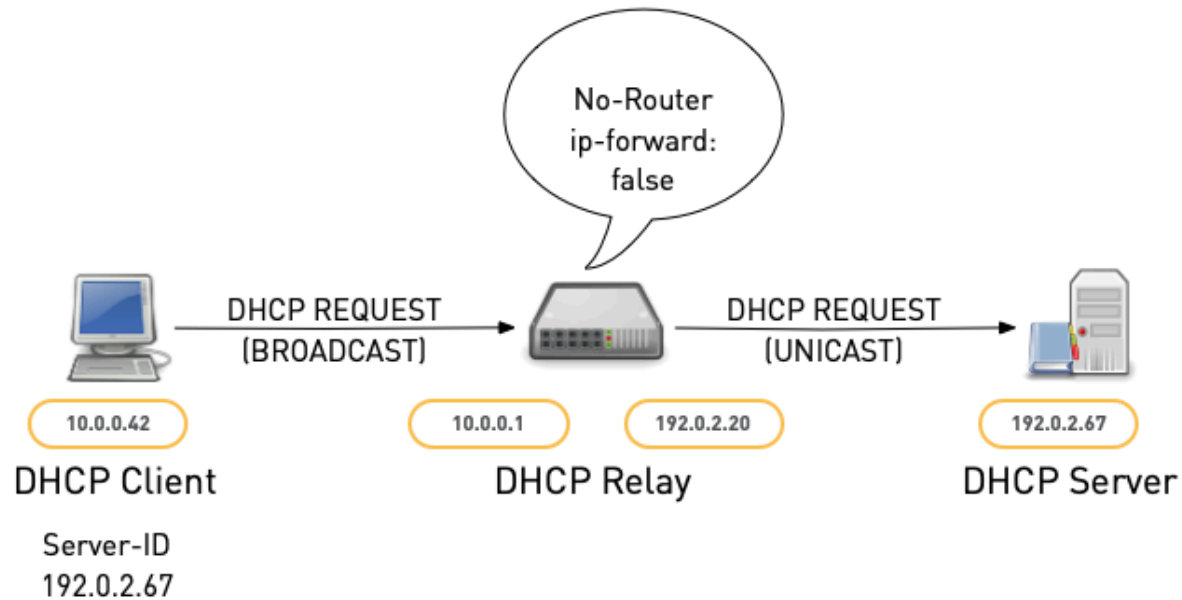 No-Router
ip-forward:
false
DHCP REQUEST
(BROADCAST)
DHCP REQUEST
(UNICAST)
10.0.0.42
10.0.0.1
192.0.2.20
192.0.2.67
DHCP Client
DHCP Relay
DHCP Server
Server-ID
192.0.2.67